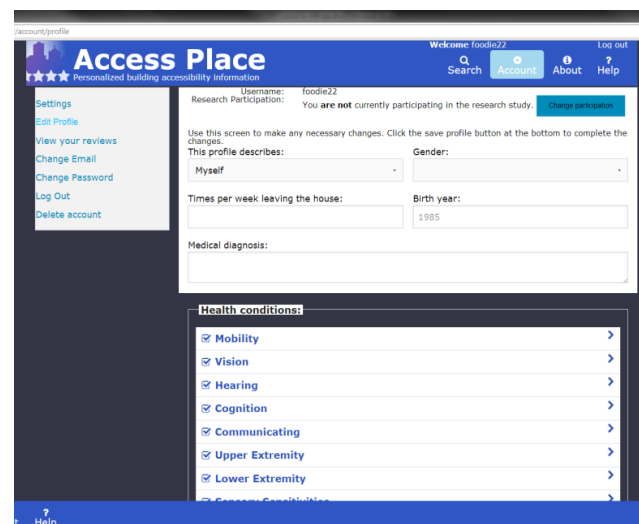 /account/profile
Welcome foodie22
Log out
Access Place
Personalized building accessibility information
Search
Account
About
? Help
Settings
Edit Profile
View your reviews
Change Email
Change Password
Log Out
Delete account
Username: foodie22
Research Participation: You are not currently participating in the research study.
Change participation
Use this screen to make any necessary changes. Click the save profile button at the bottom to complete the
changes.
This profile describes:
Gender:
Myself
Times per week leaving the house:
Birth year:
1985
Medical diagnosis:
Health conditions:
Mobility
Vision
Hearing
Cognition
Communicating
Upper Extremity
Lower Extremity
Sensory Sensitivities
?
t Help